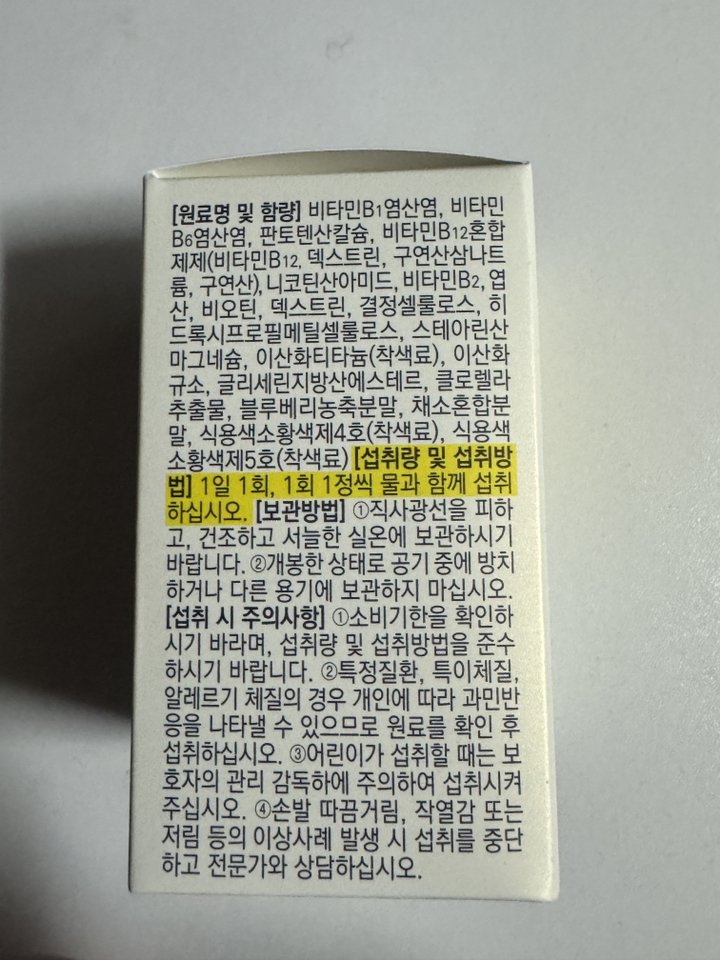 [원료명 및 함량] 비타민B1염산염, 비타민
B6염산염, 판토텐산칼슘, 비타민B12혼합
제제(비타민B12, 덱스트린, 구연산삼나트
륨, 구연산), 니코틴산아미드, 비타민B2, 엽
산, 비오틴, 덱스트린, 결정셀룰로스, 히
드록시프로필메틸셀룰로스, 스테아린산
마그네슘, 이산화티타늄(착색료), 이산화
규소, 글리세린지방산에스테르, 클로렐라
추출물, 블루베리농축분말, 채소혼합분
말, 식용색소황색제4호(착색료), 식용색
소황색제5호(착색료) [섭취량 및 섭취방
법] 1일 1회, 1회 1정씩 물과 함께 섭취
하십시오. [보관방법] ①직사광선을 피하
고, 건조하고 서늘한 실온에 보관하시기
바랍니다. ②개봉한 상태로 공기 중에 방치
하거나 다른 용기에 보관하지 마십시오.
[섭취 시 주의사항] ①소비기한을 확인하
시기 바라며, 섭취량 및 섭취방법을 준수
하시기 바랍니다. ②특정질환, 특이체질,
알레르기 체질의 경우 개인에 따라 과민반
응을 나타낼 수 있으므로 원료를 확인 후
섭취하십시오. ③어린이가 섭취할 때는 보
호자의 관리 감독하에 주의하여 섭취시켜
주십시오. ④손발 따끔거림, 작열감 또는
저림 등의 이상사례 발생 시 섭취를 중단
하고 전문가와 상담하십시오.